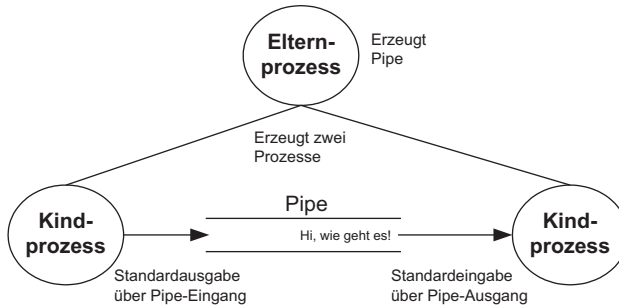 Eltern-
prozess
Erzeugt
Pipe
Erzeugt zwei
Prozesse
Kind-
prozess
Pipe
Hi, wie geht es!
Kind-
prozess
Standardausgabe
über Pipe-Eingang
Standardeingabe
über Pipe-Ausgang